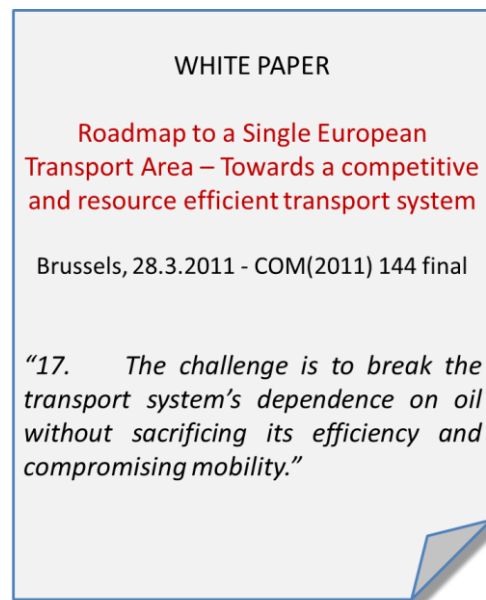 WHITE PAPER
Roadmap to a Single European
Transport Area – Towards a competitive
and resource efficient transport system
Brussels, 28.3.2011 - COM(2011) 144 final
“17. The challenge is to break the
transport system’s dependence on oil
without sacrificing its efficiency and
compromising mobility.”